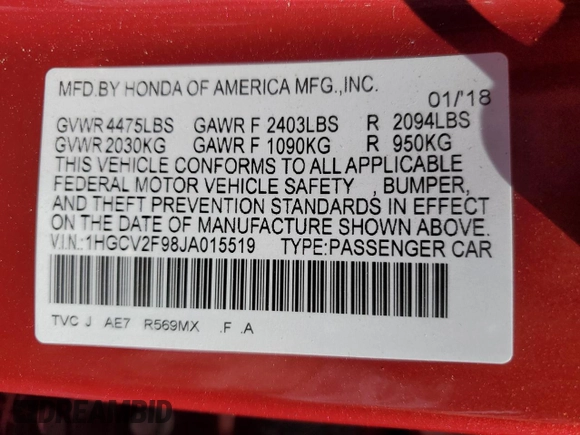 MFD.BY HONDA OF AMERICA MFG.,INC.
01/'18
GVWR 4475LBS GAWR F 2403LBS R 2094LBS
GVWR 2030KG GAWR F 1090KG R 950KG
THIS VEHICLE CONFORMS TO ALL APPLICABLE
FEDERAL MOTOR VEHICLE SAFETY , BUMPER,
AND THEFT PREVENTION STANDARDS IN EFFECT
ON THE DATE OF MANUFACTURE SHOWN ABOVE.
V.I.N.:1HGCV2F98JA015519 TYPE:PASSENGER CAR
TVC J AE7 R569MX .F .A
DREAMBID